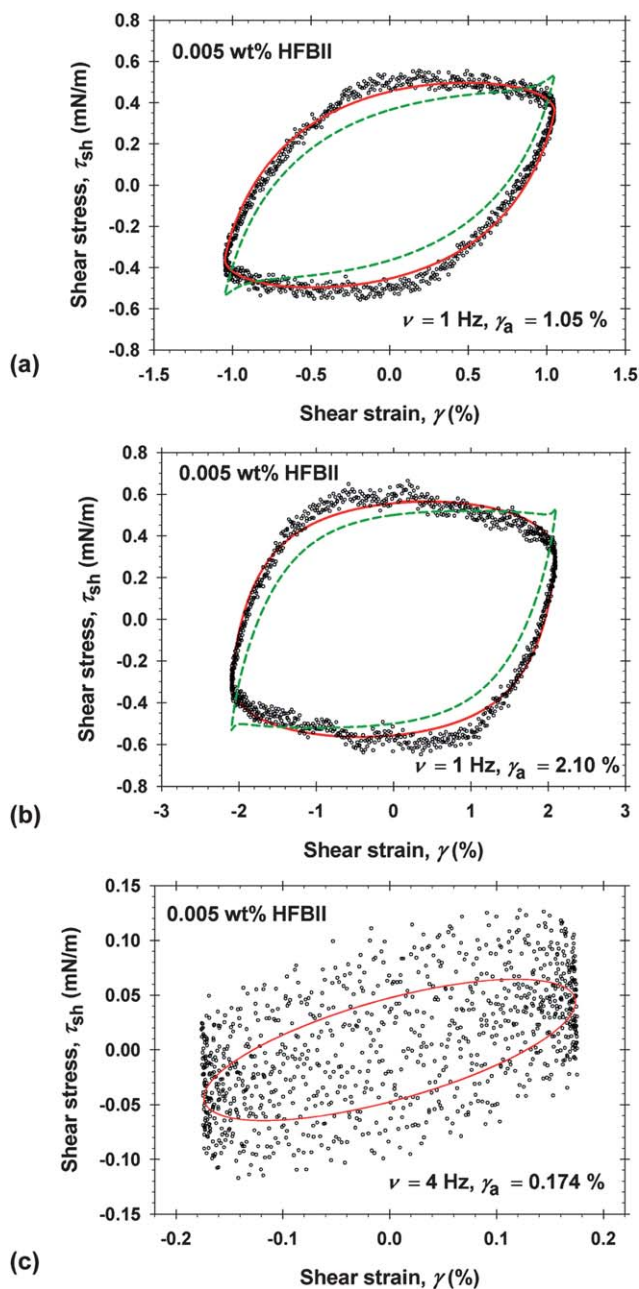 0.8
0.005 wt% HFBII
0.6
0.4
0.2
0.0
-0.2
-0.4
-0.6
-0.8
Shear stress, τsh (mN/m)
ν = 1 Hz, γa = 1.05 %
-1.5 -1.0 -0.5 0.0 0.5 1.0 1.5
(a)
Shear strain, γ (%)
0.8
0.005 wt% HFBII
0.6
0.4
0.2
0.0
-0.2
-0.4
-0.6
-0.8
Shear stress, τsh (mN/m)
ν = 1 Hz, γa = 2.10 %
-3 -2 -1 0 1 2 3
(b)
Shear strain, γ (%)
0.15
0.005 wt% HFBII
0.10
0.05
0.00
-0.05
-0.10
-0.15
Shear stress, τsh (mN/m)
ν = 4 Hz, γa = 0.174 %
-0.2 -0.1 0.0 0.1 0.2
(c)
Shear strain, γ (%)